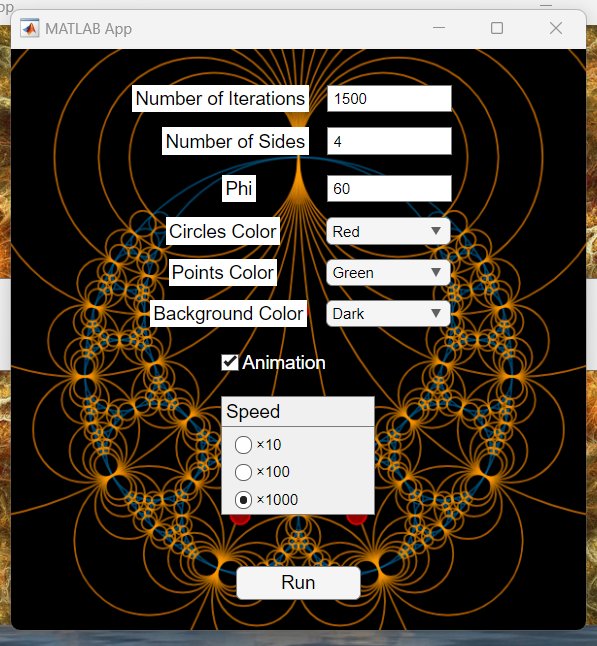 MATLAB App
Number of Iterations 1500
Number of Sides 4
Phi 60
Circles Color Red
Points Color Green
Background Color Dark
Animation
Speed
×10
×100
×1000
Run